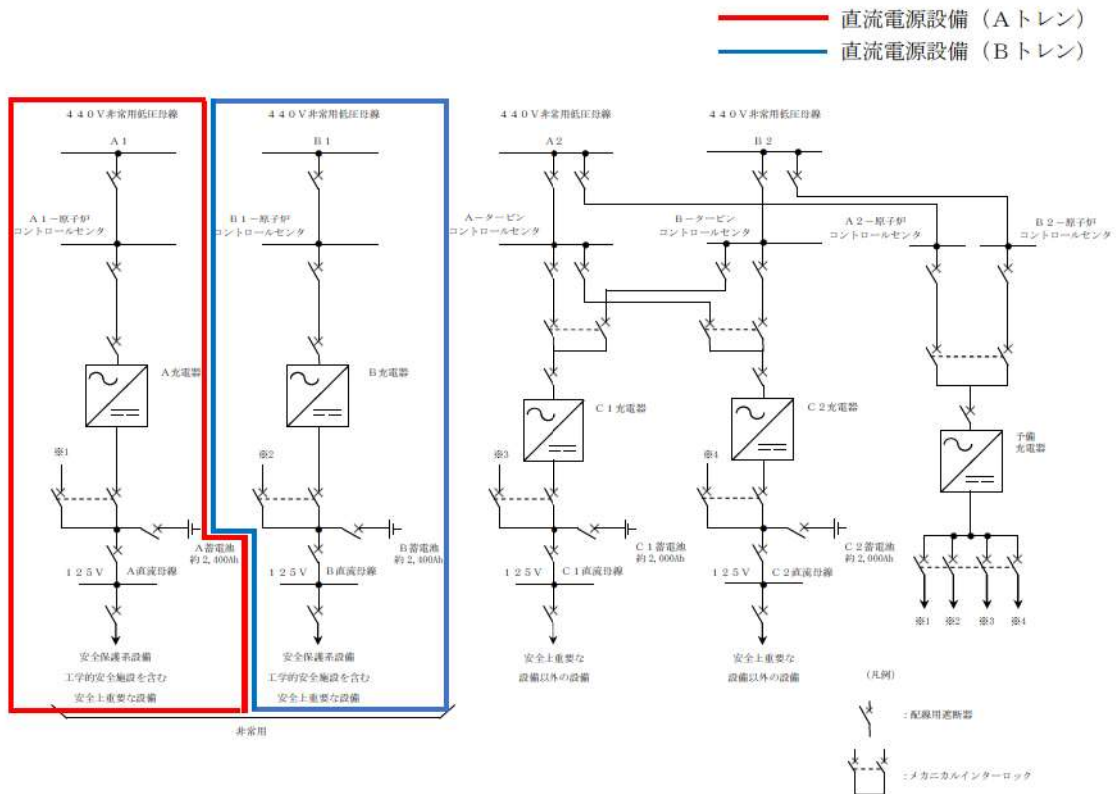 直流電源設備（Aトレン）
直流電源設備（Bトレン）
440V非常用低圧母線
440V非常用低圧母線
440V非常用低圧母線
440V非常用低圧母線
A1
B1
A2
B2
A1－原子炉
コントロールセンタ
B1－原子炉
コントロールセンタ
A－タービン
コントロールセンタ
B－タービン
コントロールセンタ
A2－原子炉
コントロールセンタ
B2－原子炉
コントロールセンタ
A充電器
B充電器
C1充電器
C2充電器
予備
充電器
※1
※2
※3
※4
A蓄電池
約2,400Ah
B蓄電池
約2,400Ah
C1蓄電池
約2,000Ah
C2蓄電池
約2,000Ah
125V A直流母線
125V B直流母線
125V C1直流母線
125V C2直流母線
※1 ※2 ※3 ※4
安全保護系設備
工学的安全施設を含む
安全上重要な設備
安全保護系設備
工学的安全施設を含む
安全上重要な設備
安全上重要な
設備以外の設備
安全上重要な
設備以外の設備
非常用
（凡例）
：配線用遮断器
：メカニカルインターロック